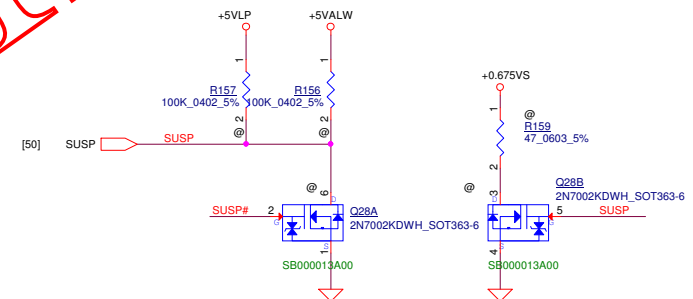 +5VLP
+5VALW
1
1
R157
100K_0402_5%
R156
100K_0402_5%
2
@
2
@
[50]
SUSP
SUSP
+0.675VS
1
@
R159
47_0603_5%
2
@
6
D
SUSP#
2
G
Q28A
2N7002KDWH_SOT363-6
S
1
SB000013A00
@
3
D
Q28B
2N7002KDWH_SOT363-6
5
SUSP
G
S
4
SB000013A00